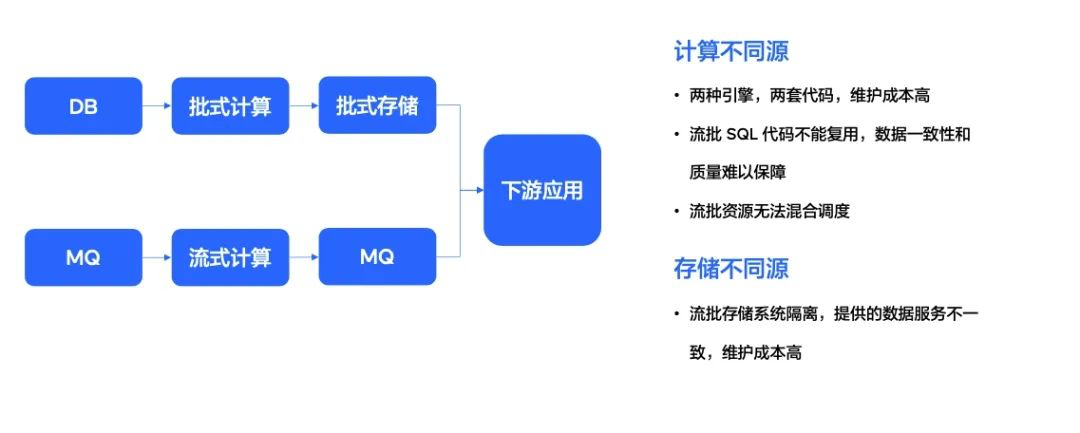 DB
批式计算
批式存储
下游应用
MQ
流式计算
MQ
计算不同源
• 两种引擎，两套代码，维护成本高
• 流批 SQL 代码不能复用，数据一致性和
质量难以保障
• 流批资源无法混合调度
存储不同源
• 流批存储系统隔离，提供的数据服务不一
致，维护成本高